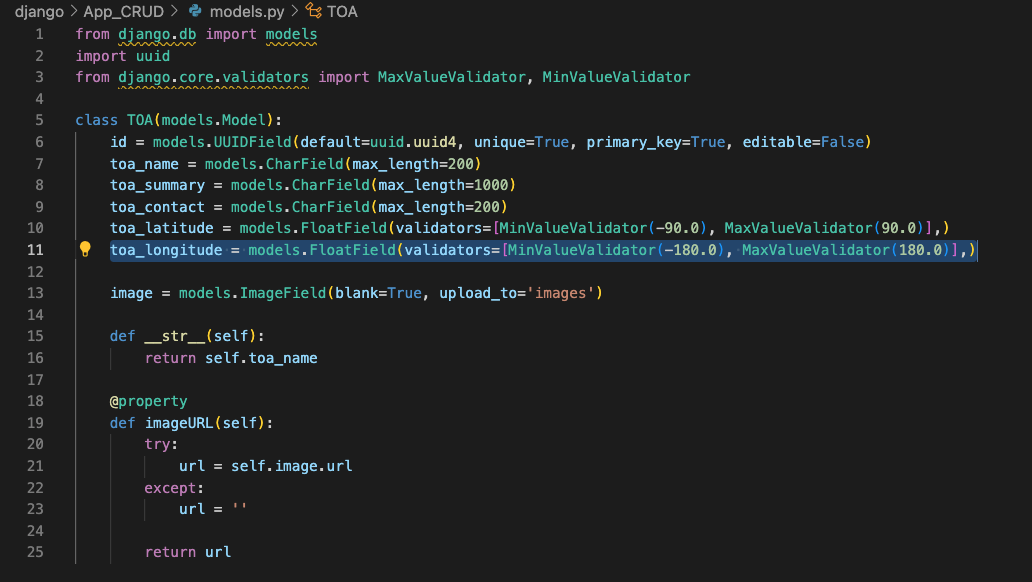 django > App_CRUD > models.py > TOA
1 from django.db import models
2 import uuid
3 from django.core.validators import MaxValueValidator, MinValueValidator
4
5 class TOA(models.Model):
6     id = models.UUIDField(default=uuid.uuid4, unique=True, primary_key=True, editable=False)
7     toa_name = models.CharField(max_length=200)
8     toa_summary = models.CharField(max_length=1000)
9     toa_contact = models.CharField(max_length=200)
10     toa_latitude = models.FloatField(validators=[MinValueValidator(-90.0), MaxValueValidator(90.0)],)
11     toa_longitude = models.FloatField(validators=[MinValueValidator(-180.0), MaxValueValidator(180.0)],)
12
13     image = models.ImageField(blank=True, upload_to='images')
14
15     def __str__(self):
16         return self.toa_name
17
18     @property
19     def imageURL(self):
20         try:
21             url = self.image.url
22         except:
23             url = ''
24
25         return url